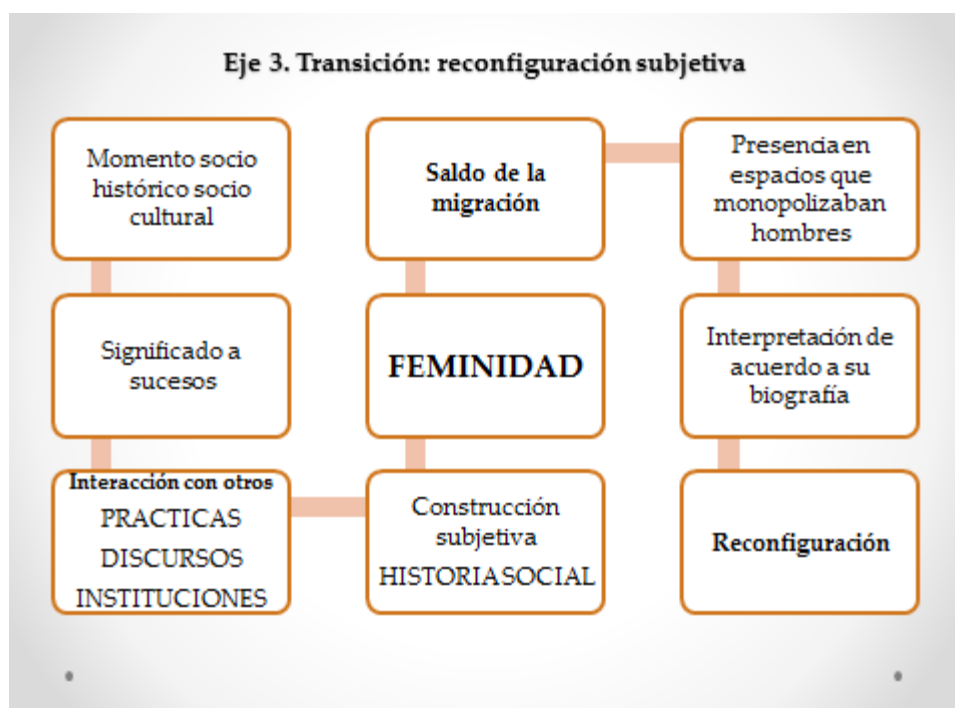 Eje 3. Transición: reconfiguración subjetiva
Momento socio
histórico socio
cultural
Significado a
sucesos
Interacción con otros
PRACTICAS
DISCURSOS
INSTITUCIONES
Construcción
subjetiva
HISTORIA SOCIAL
FEMINIDAD
Saldo de la
migración
Presencia en
espacios que
monopolizaban
hombres
Interpretación de
acuerdo a su
biografía
Reconfiguración